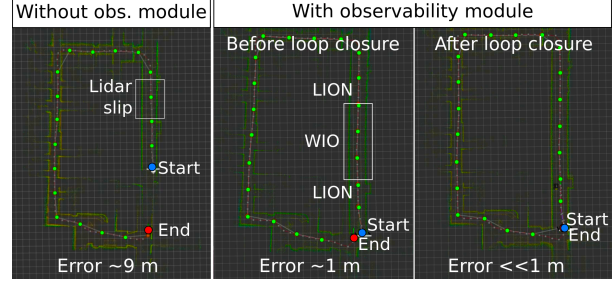 Without obs. module
With observability module
Lidar
slip
Start
End
Error ~9 m
Before loop closure
LION
WIO
LION
Start
End
Error ~1 m
After loop closure
Start
End
Error <<1 m